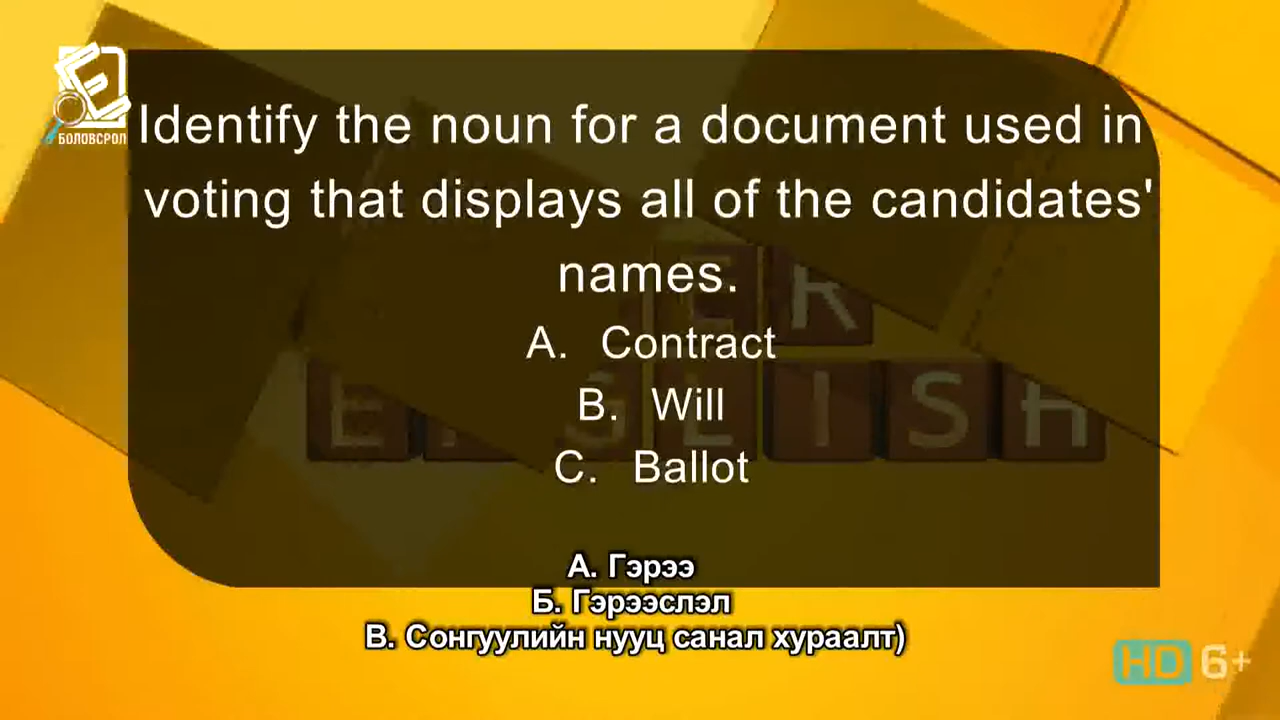 БОЛОВСРОЛ
Identify the noun for a document used in
voting that displays all of the candidates'
names.
A. Contract
B. Will
C. Ballot
А. Гэрээ
Б. Гэрээслэл
В. Сонгуулийн нууц санал хураалт)
HD 6+